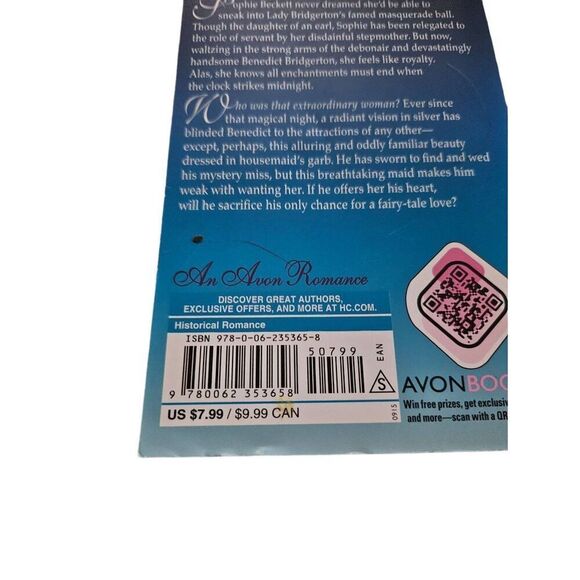 Sophie Beckett never dreamed she'd be able to
sneak into Lady Bridgerton's famed masquerade ball.
Though the daughter of an earl, Sophie has been relegated to
the role of servant by her disdainful stepmother. But now,
waltzing in the strong arms of the debonair and devastatingly
handsome Benedict Bridgerton, she feels like royalty.
Alas, she knows all enchantments must end when
the clock strikes midnight.
Who was that extraordinary woman? Ever since
that magical night, a radiant vision in silver has
blinded Benedict to the attractions of any other—
except, perhaps, this alluring and oddly familiar beauty
dressed in housemaid's garb. He has sworn to find and wed
his mystery miss, but this breathtaking maid makes him
weak with wanting her. If he offers her his heart,
will he sacrifice his only chance for a fairy-tale love?
An Avon Romance
DISCOVER GREAT AUTHORS,
EXCLUSIVE OFFERS, AND MORE AT HC.COM.
Historical Romance
ISBN 978-0-06-235365-8
50799
EAN
9 780062 353658
S
US $7.99 / $9.99 CAN
0915
AVONBOO
Win free prizes, get exclusiv
and more—scan with a QR